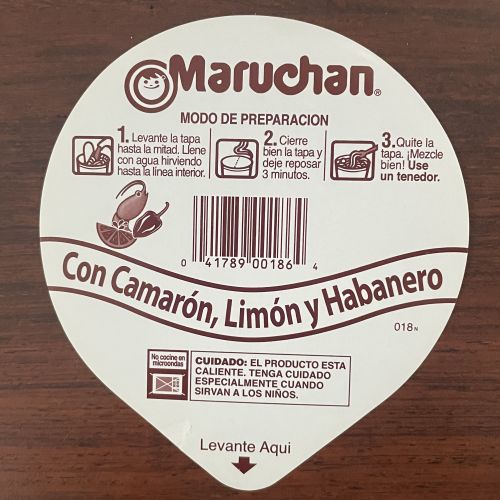 Maruchan®
MODO DE PREPARACION
1. Levante la tapa
hasta la mitad. Llene
con agua hirviendo
hasta la línea interior.
2. Cierre
bien la tapa y
deje reposar
3 minutos.
3. Quite la
tapa. ¡Mezcle
bien! Use
un tenedor.
0 41789 00186 4
Con Camarón, Limón y Habanero
018N
No cocine en
microondas
CUIDADO: EL PRODUCTO ESTA
CALIENTE. TENGA CUIDADO
ESPECIALMENTE CUANDO
SIRVAN A LOS NIÑOS.
Levante Aqui